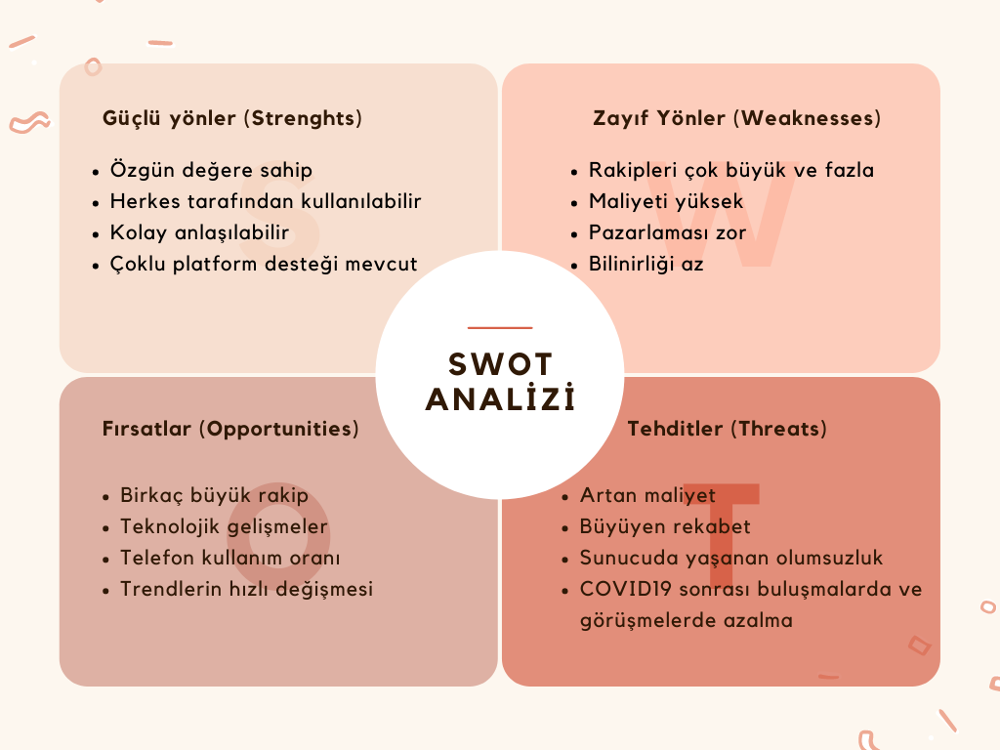 Güçlü yönler (Strenghts)
• Özgün değere sahip
• Herkes tarafından kullanılabilir
• Kolay anlaşılabilir
• Çoklu platform desteği mevcut
S
Zayıf Yönler (Weaknesses)
• Rakipleri çok büyük ve fazla
• Maliyeti yüksek
• Pazarlaması zor
• Bilinirliği az
W
SWOT
ANALİZİ
Fırsatlar (Opportunities)
• Birkaç büyük rakip
• Teknolojik gelişmeler
• Telefon kullanım oranı
• Trendlerin hızlı değişmesi
O
Tehditler (Threats)
• Artan maliyet
• Büyüyen rekabet
• Sunucuda yaşanan olumsuzluk
• COVID19 sonrası buluşmalarda ve
görüşmelerde azalma
T